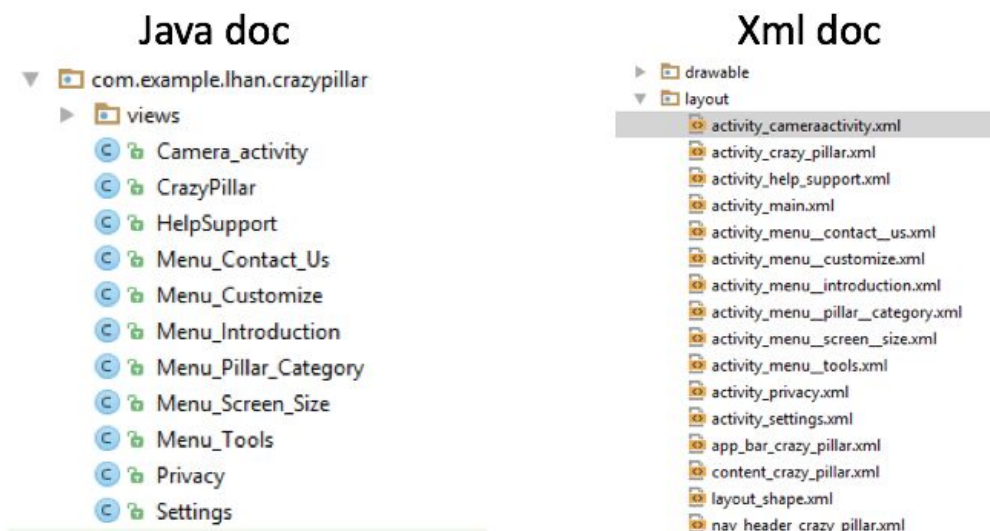 Java doc
com.example.lhan.crazypillar
views
Camera_activity
CrazyPillar
HelpSupport
Menu_Contact_Us
Menu_Customize
Menu_Introduction
Menu_Pillar_Category
Menu_Screen_Size
Menu_Tools
Privacy
Settings
Xml doc
drawable
layout
activity_cameraactivity.xml
activity_crazy_pillar.xml
activity_help_support.xml
activity_main.xml
activity_menu__contact__us.xml
activity_menu__customize.xml
activity_menu__introduction.xml
activity_menu__pillar__category.xml
activity_menu__screen__size.xml
activity_menu__tools.xml
activity_privacy.xml
activity_settings.xml
app_bar_crazy_pillar.xml
content_crazy_pillar.xml
layout_shape.xml
nav_header_crazy_pillar.xml